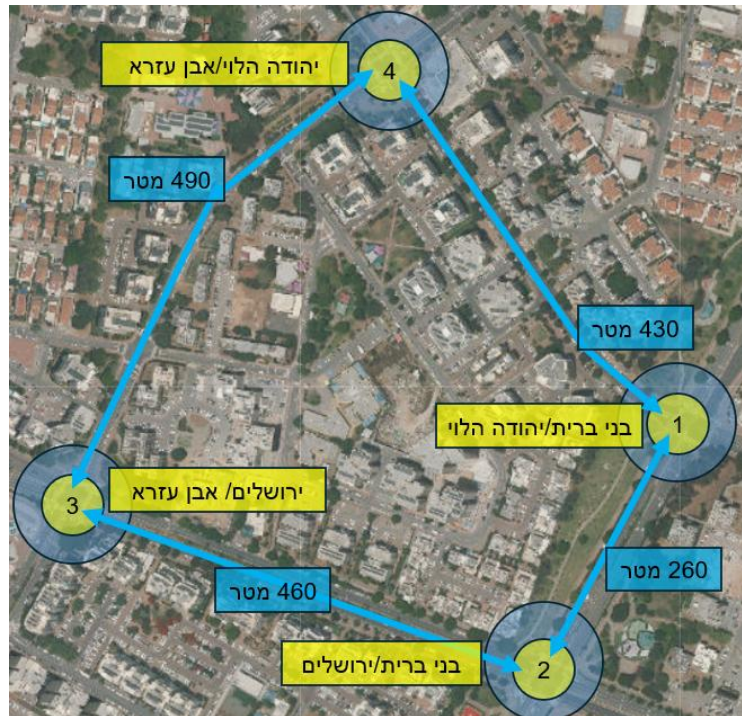 יהודה הלוי/אבן עזרא
4
490 מטר
430 מטר
בני ברית/יהודה הלוי
1
ירושלים/ אבן עזרא
3
260 מטר
460 מטר
בני ברית/ירושלים
2